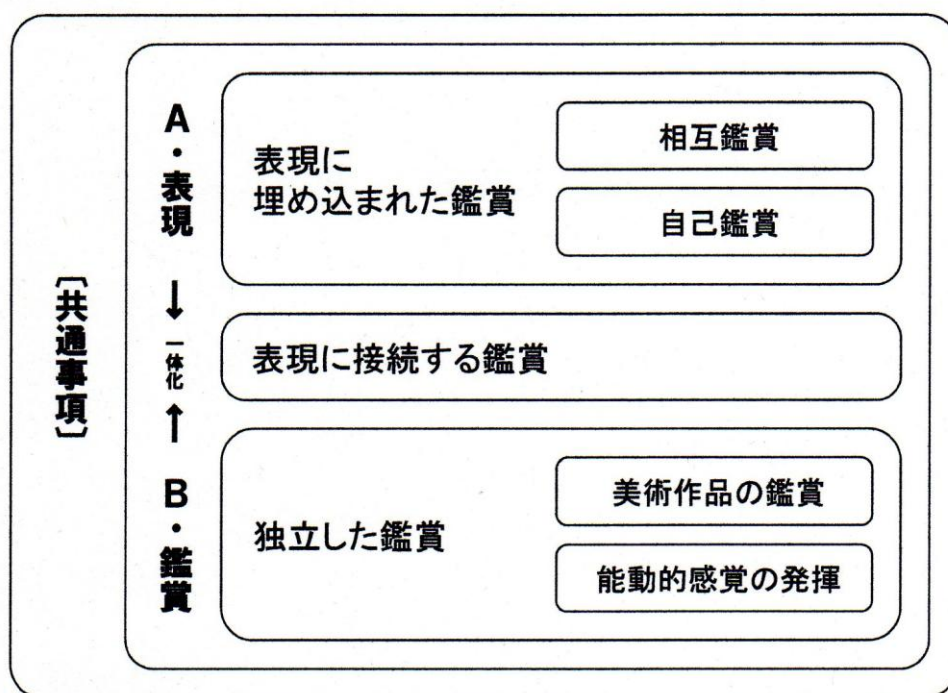 〔共通事項〕
A・表現
↓
一体化
↑
B・鑑賞
表現に
埋め込まれた鑑賞
相互鑑賞
自己鑑賞
表現に接続する鑑賞
独立した鑑賞
美術作品の鑑賞
能動的感覚の発揮